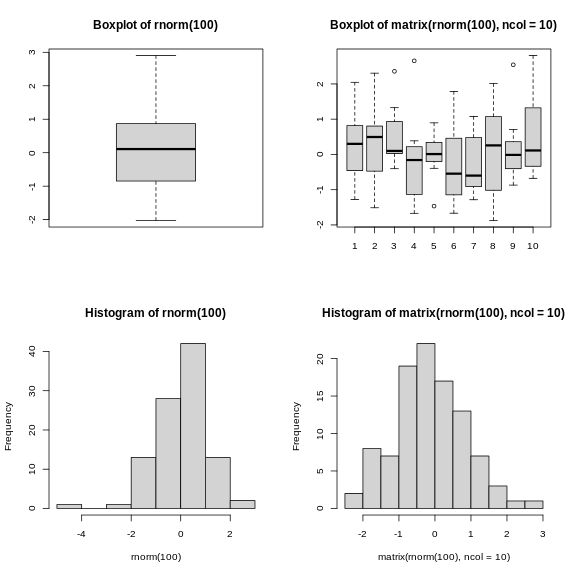 Boxplot of rnorm(100)
3
2
1
0
-1
-2
Boxplot of matrix(rnorm(100), ncol = 10)
2
1
0
-1
-2
1 2 3 4 5 6 7 8 9 10
Histogram of rnorm(100)
Frequency
40
30
20
10
0
-4 -2 0 2
rnorm(100)
Histogram of matrix(rnorm(100), ncol = 10)
Frequency
20
15
10
5
0
-2 -1 0 1 2 3
matrix(rnorm(100), ncol = 10)